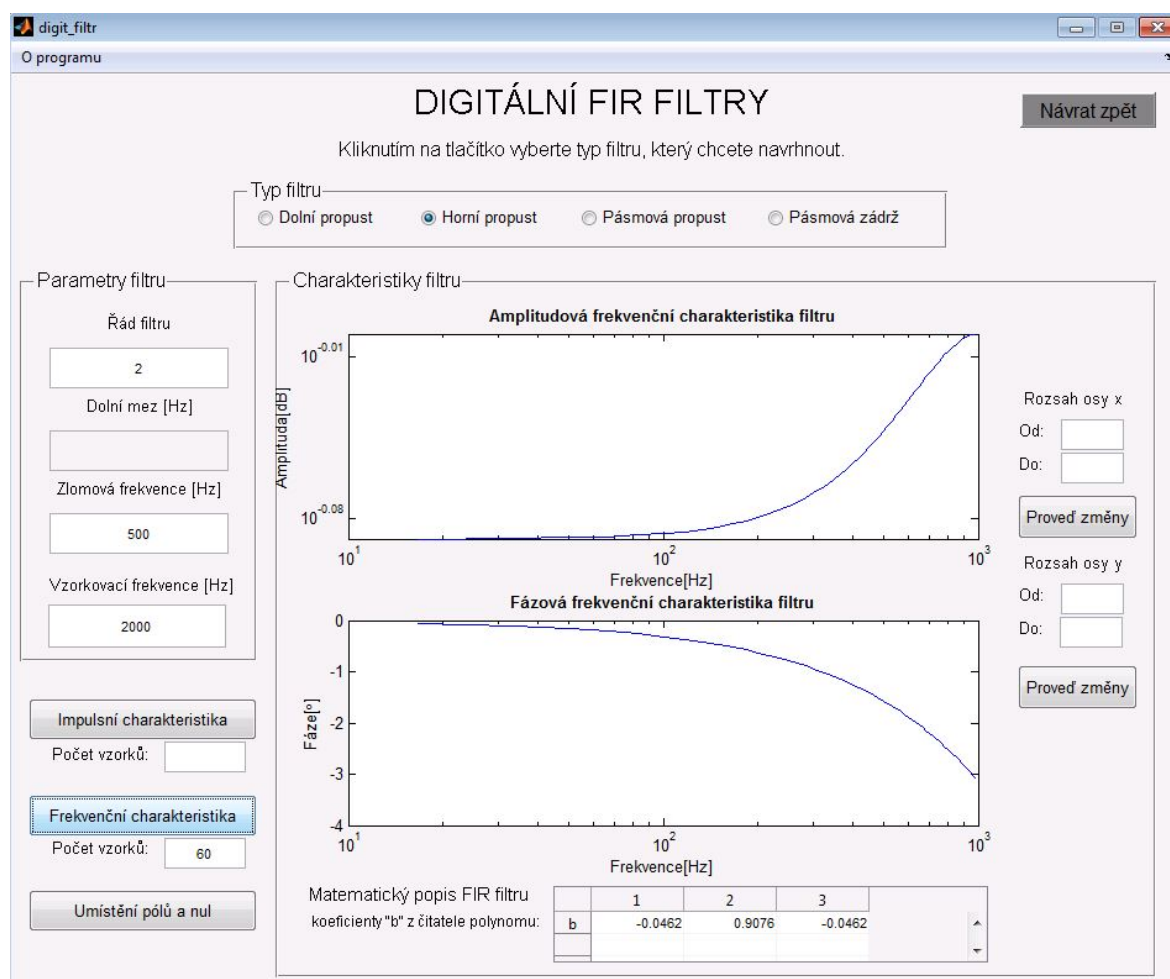 digit_filtr
O programu
DIGITÁLNÍ FIR FILTRY
Návrat zpět
Kliknutím na tlačítko vyberte typ filtru, který chcete navrhnout.
Typ filtru
Dolní propust Horní propust Pásmová propust Pásmová zádrž
Parametry filtru
Řád filtru
2
Dolní mez [Hz]
Zlomová frekvence [Hz]
500
Vzorkovací frekvence [Hz]
2000
Impulsní charakteristika
Počet vzorků:
Frekvenční charakteristika
Počet vzorků: 60
Umístění pólů a nul
Charakteristiky filtru
Amplitudová frekvenční charakteristika filtru
Amplituda[dB]
10^-0.01
10^-0.08
10^1 10^2 10^3
Frekvence[Hz]
Fázová frekvenční charakteristika filtru
Fáze[º]
0
-1
-2
-3
-4
10^1 10^2 10^3
Frekvence[Hz]
Rozsah osy x
Od:
Do:
Proveď změny
Rozsah osy y
Od:
Do:
Proveď změny
Matematický popis FIR filtru
koeficienty "b" z čitatele polynomu:
1 2 3
b -0.0462 0.9076 -0.0462